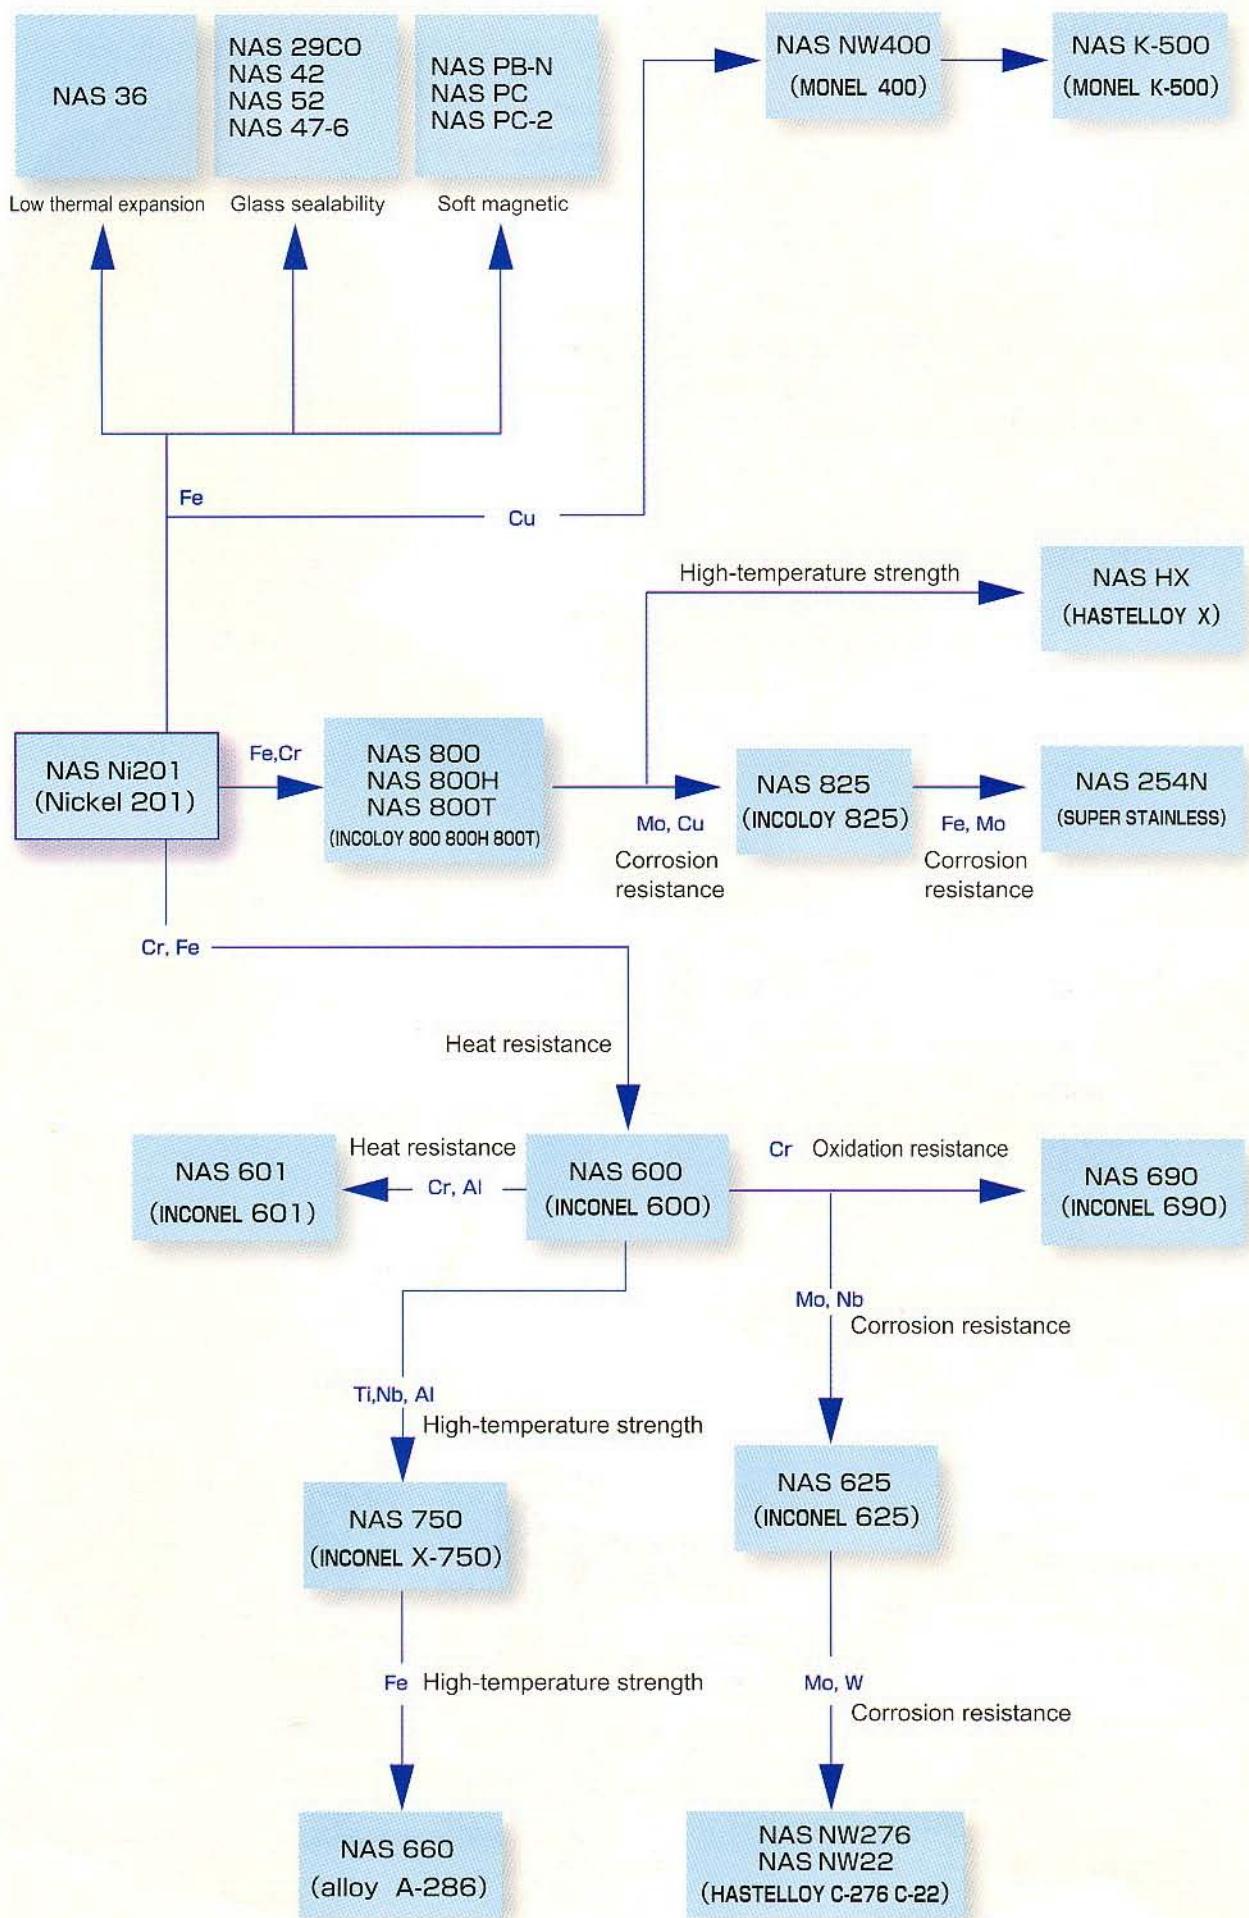 NAS 36
NAS 29CO
NAS 42
NAS 52
NAS 47-6
NAS PB-N
NAS PC
NAS PC-2
NAS NW400
(MONEL 400)
NAS K-500
(MONEL K-500)
Low thermal expansion
Glass sealability
Soft magnetic
Fe
Cu
High-temperature strength
NAS HX
(HASTELLOY X)
NAS Ni201
(Nickel 201)
Fe,Cr
NAS 800
NAS 800H
NAS 800T
(INCOLOY 800 800H 800T)
Mo, Cu
Corrosion
resistance
NAS 825
(INCOLOY 825)
Fe, Mo
Corrosion
resistance
NAS 254N
(SUPER STAINLESS)
Cr, Fe
Heat resistance
NAS 601
(INCONEL 601)
Heat resistance
Cr, Al
NAS 600
(INCONEL 600)
Cr Oxidation resistance
NAS 690
(INCONEL 690)
Mo, Nb
Corrosion resistance
Ti,Nb, Al
High-temperature strength
NAS 750
(INCONEL X-750)
NAS 625
(INCONEL 625)
Fe High-temperature strength
Mo, W
Corrosion resistance
NAS 660
(alloy A-286)
NAS NW276
NAS NW22
(HASTELLOY C-276 C-22)